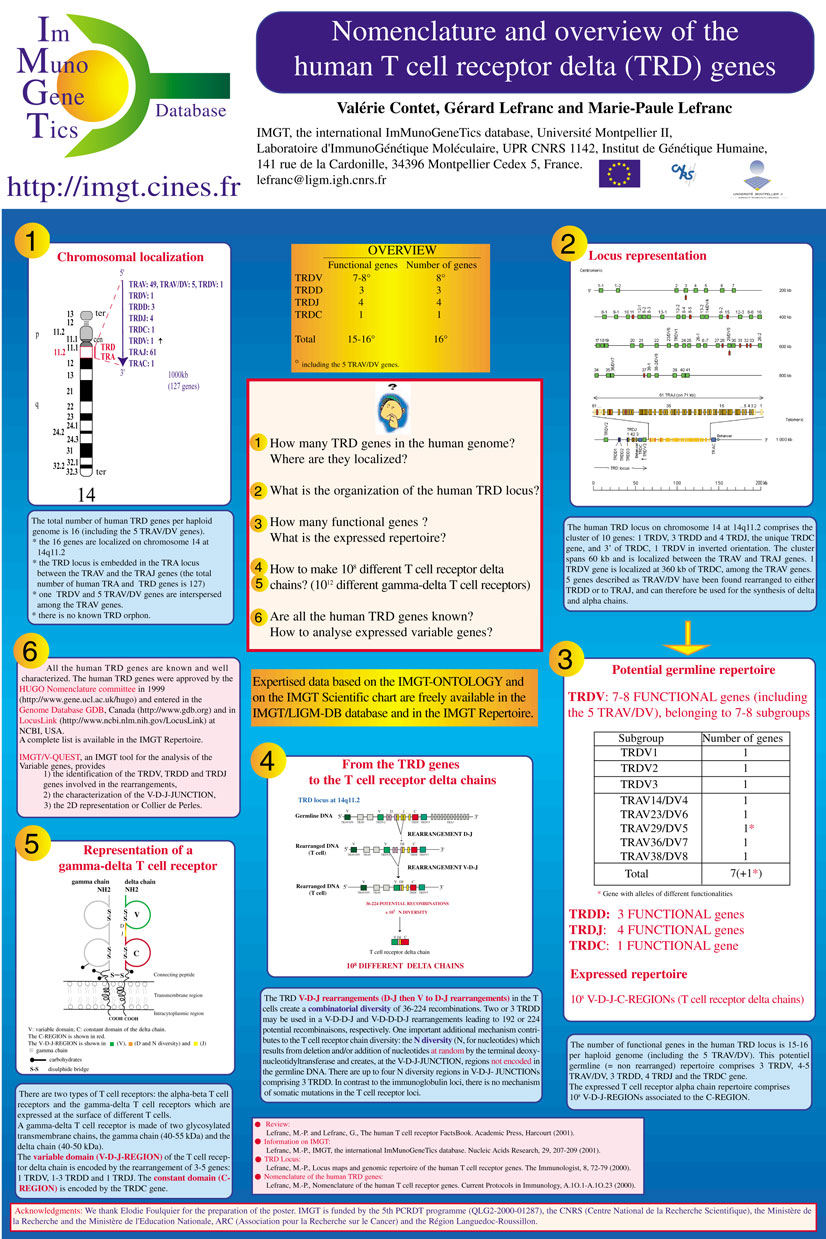 Im
Muno
Gene
Tics
Database
http://imgt.cines.fr
Nomenclature and overview of the
human T cell receptor delta (TRD) genes
Valérie Contet, Gérard Lefranc and Marie-Paule Lefranc
IMGT, the international ImMunoGeneTics database, Université Montpellier II,
Laboratoire d'ImmunoGénétique Moléculaire, UPR CNRS 1142, Institut de Génétique Humaine,
141 rue de la Cardonille, 34396 Montpellier Cedex 5, France.
lefranc@ligm.igh.cnrs.fr
CNRS
UNIVERSITÉ MONTPELLIER II
1
Chromosomal localization
5'
TRAV: 49, TRAV/DV: 5, TRDV: 1
TRDV: 1
TRDD: 3
TRDJ: 4
TRDC: 1
TRDV: 1
TRAJ: 61
TRAC: 1
3'
1000kb
(127 genes)
13
ter
12
p
11.2
11.1
cen
11.1
11.2
TRD
TRA
12
13
q
21
22
23
24.1
24.2
24.3
31
32.1
32.2
32.3
ter
14
The total number of human TRD genes per haploid
genome is 16 (including the 5 TRAV/DV genes).
* the 16 genes are localized on chromosome 14 at
14q11.2
* the TRD locus is embedded in the TRA locus
between the TRAV and the TRAJ genes (the total
number of human TRA and TRD genes is 127)
* one TRDV and 5 TRAV/DV genes are interspersed
among the TRAV genes.
* there is no known TRD orphon.
OVERVIEW
Functional genes Number of genes
TRDV 7-8° 8°
TRDD 3 3
TRDJ 4 4
TRDC 1 1
Total 15-16° 16°
° including the 5 TRAV/DV genes.
?
1 How many TRD genes in the human genome?
Where are they localized?
2 What is the organization of the human TRD locus?
3 How many functional genes ?
What is the expressed repertoire?
4 How to make 10⁸ different T cell receptor delta
5 chains? (10¹² different gamma-delta T cell receptors)
6 Are all the human TRD genes known?
How to analyse expressed variable genes?
Expertised data based on the IMGT-ONTOLOGY and
on the IMGT Scientific chart are freely available in the
IMGT/LIGM-DB database and in the IMGT Repertoire.
2
Locus representation
Centromeric
200 kb
400 kb
600 kb
800 kb
61 TRAJ (on 71 kb)
Telomeric
TRDJ
TRDV2
TRDD1
TRDD2
TRDD3
TRDC
TRDV3
TRAC
1 000 kb
TRD locus
0 50 100 150 200 kb
The human TRD locus on chromosome 14 at 14q11.2 comprises the
cluster of 10 genes: 1 TRDV, 3 TRDD and 4 TRDJ, the unique TRDC
gene, and 3' of TRDC, 1 TRDV in inverted orientation. The cluster
spans 60 kb and is localized between the TRAV and TRAJ genes. 1
TRDV gene is localized at 360 kb of TRDC, among the TRAV genes.
5 genes described as TRAV/DV have been found rearranged to either
TRDD or to TRAJ, and can therefore be used for the synthesis of delta
and alpha chains.
3
Potential germline repertoire
TRDV: 7-8 FUNCTIONAL genes (including
the 5 TRAV/DV), belonging to 7-8 subgroups
Subgroup Number of genes
TRDV1 1
TRDV2 1
TRDV3 1
TRAV14/DV4 1
TRAV23/DV6 1
TRAV29/DV5 1*
TRAV36/DV7 1
TRAV38/DV8 1
Total 7(+1*)
* Gene with alleles of different functionalities
TRDD: 3 FUNCTIONAL genes
TRDJ: 4 FUNCTIONAL genes
TRDC: 1 FUNCTIONAL gene
Expressed repertoire
10⁸ V-D-J-C-REGIONs (T cell receptor delta chains)
The number of functional genes in the human TRD locus is 15-16
per haploid genome (including the 5 TRAV/DV). This potentiel
germline (= non rearranged) repertoire comprises 3 TRDV, 4-5
TRAV/DV, 3 TRDD, 4 TRDJ and the TRDC gene.
The expressed T cell receptor alpha chain repertoire comprises
10⁸ V-D-J-REGIONs associated to the C-REGION.
6
All the human TRD genes are known and well
characterized. The human TRD genes were approved by the
HUGO Nomenclature committee in 1999
(http://www.gene.ucl.ac.uk/hugo) and entered in the
Genome Database GDB, Canada (http://www.gdb.org) and in
LocusLink (http://www.ncbi.nlm.nih.gov/LocusLink) at
NCBI, USA.
A complete list is available in the IMGT Repertoire.
IMGT/V-QUEST, an IMGT tool for the analysis of the
Variable genes, provides
1) the identification of the TRDV, TRDD and TRDJ
genes involved in the rearrangements,
2) the characterization of the V-D-J-JUNCTION,
3) the 2D representation or Collier de Perles.
5
Representation of a
gamma-delta T cell receptor
gamma chain delta chain
NH2 NH2
S
S
V
D
J
S
S
C
S S
Connecting peptide
Transmembrane region
Intracytoplasmic region
COOH COOH
V: variable domain; C: constant domain of the delta chain.
The C-REGION is shown in red.
The V-D-J-REGION is shown in (V), (D and N diversity) and (J)
gamma chain
carbohydrates
S-S disulphide bridge
There are two types of T cell receptors: the alpha-beta T cell
receptors and the gamma-delta T cell receptors which are
expressed at the surface of different T cells.
A gamma-delta T cell receptor is made of two glycosylated
transmembrane chains, the gamma chain (40-55 kDa) and the
delta chain (40-50 kDa).
The variable domain (V-D-J-REGION) of the T cell recep-
tor delta chain is encoded by the rearrangement of 3-5 genes:
1 TRDV, 1-3 TRDD and 1 TRDJ. The constant domain (C-
REGION) is encoded by the TRDC gene.
4
From the TRD genes
to the T cell receptor delta chains
TRD locus at 14q11.2
Germline DNA 5' 3'
REARRANGEMENT D-J
Rearranged DNA 5' 3'
(T cell)
REARRANGEMENT V-D-J
Rearranged DNA 5' 3'
(T cell)
36-224 POTENTIAL RECOMBINATIONS
N DIVERSITY
T cell receptor delta chain
10⁸ DIFFERENT DELTA CHAINS
The TRD V-D-J rearrangements (D-J then V to D-J rearrangements) in the T
cells create a combinatorial diversity of 36-224 recombinations. Two or 3 TRDD
may be used in a V-D-D-J and V-D-D-D-J rearrangements leading to 192 or 224
potential recombinaisons, respectively. One important additional mechanism contri-
butes to the T cell receptor chain diversity: the N diversity (N, for nucleotides) which
results from deletion and/or addition of nucleotides at random by the terminal deoxy-
nucleotidyltransferase and creates, at the V-D-J-JUNCTION, regions not encoded in
the germline DNA. There are up to four N diversity regions in V-D-J- JUNCTIONs
comprising 3 TRDD. In contrast to the immunoglobulin loci, there is no mechanism
of somatic mutations in the T cell receptor loci.
Review:
Lefranc, M.-P. and Lefranc, G., The human T cell receptor FactsBook. Academic Press, Harcourt (2001).
Information on IMGT:
Lefranc, M.-P., IMGT, the international ImMunoGeneTics database. Nucleic Acids Research, 29, 207-209 (2001).
TRD Locus:
Lefranc, M.-P., Locus maps and genomic repertoire of the human T cell receptor genes. The Immunologist, 8, 72-79 (2000).
Nomenclature of the human TRD genes:
Lefranc, M.-P., Nomenclature of the human T cell receptor genes. Current Protocols in Immunology, A.1O.1-A.1O.23 (2000).
Acknowledgments: We thank Elodie Foulquier for the preparation of the poster. IMGT is funded by the 5th PCRDT programme (QLG2-2000-01287), the CNRS (Centre National de la Recherche Scientifique), the Ministère de
la Recherche and the Ministère de l'Education Nationale, ARC (Association pour la Recherche sur le Cancer) and the Région Languedoc-Roussillon.